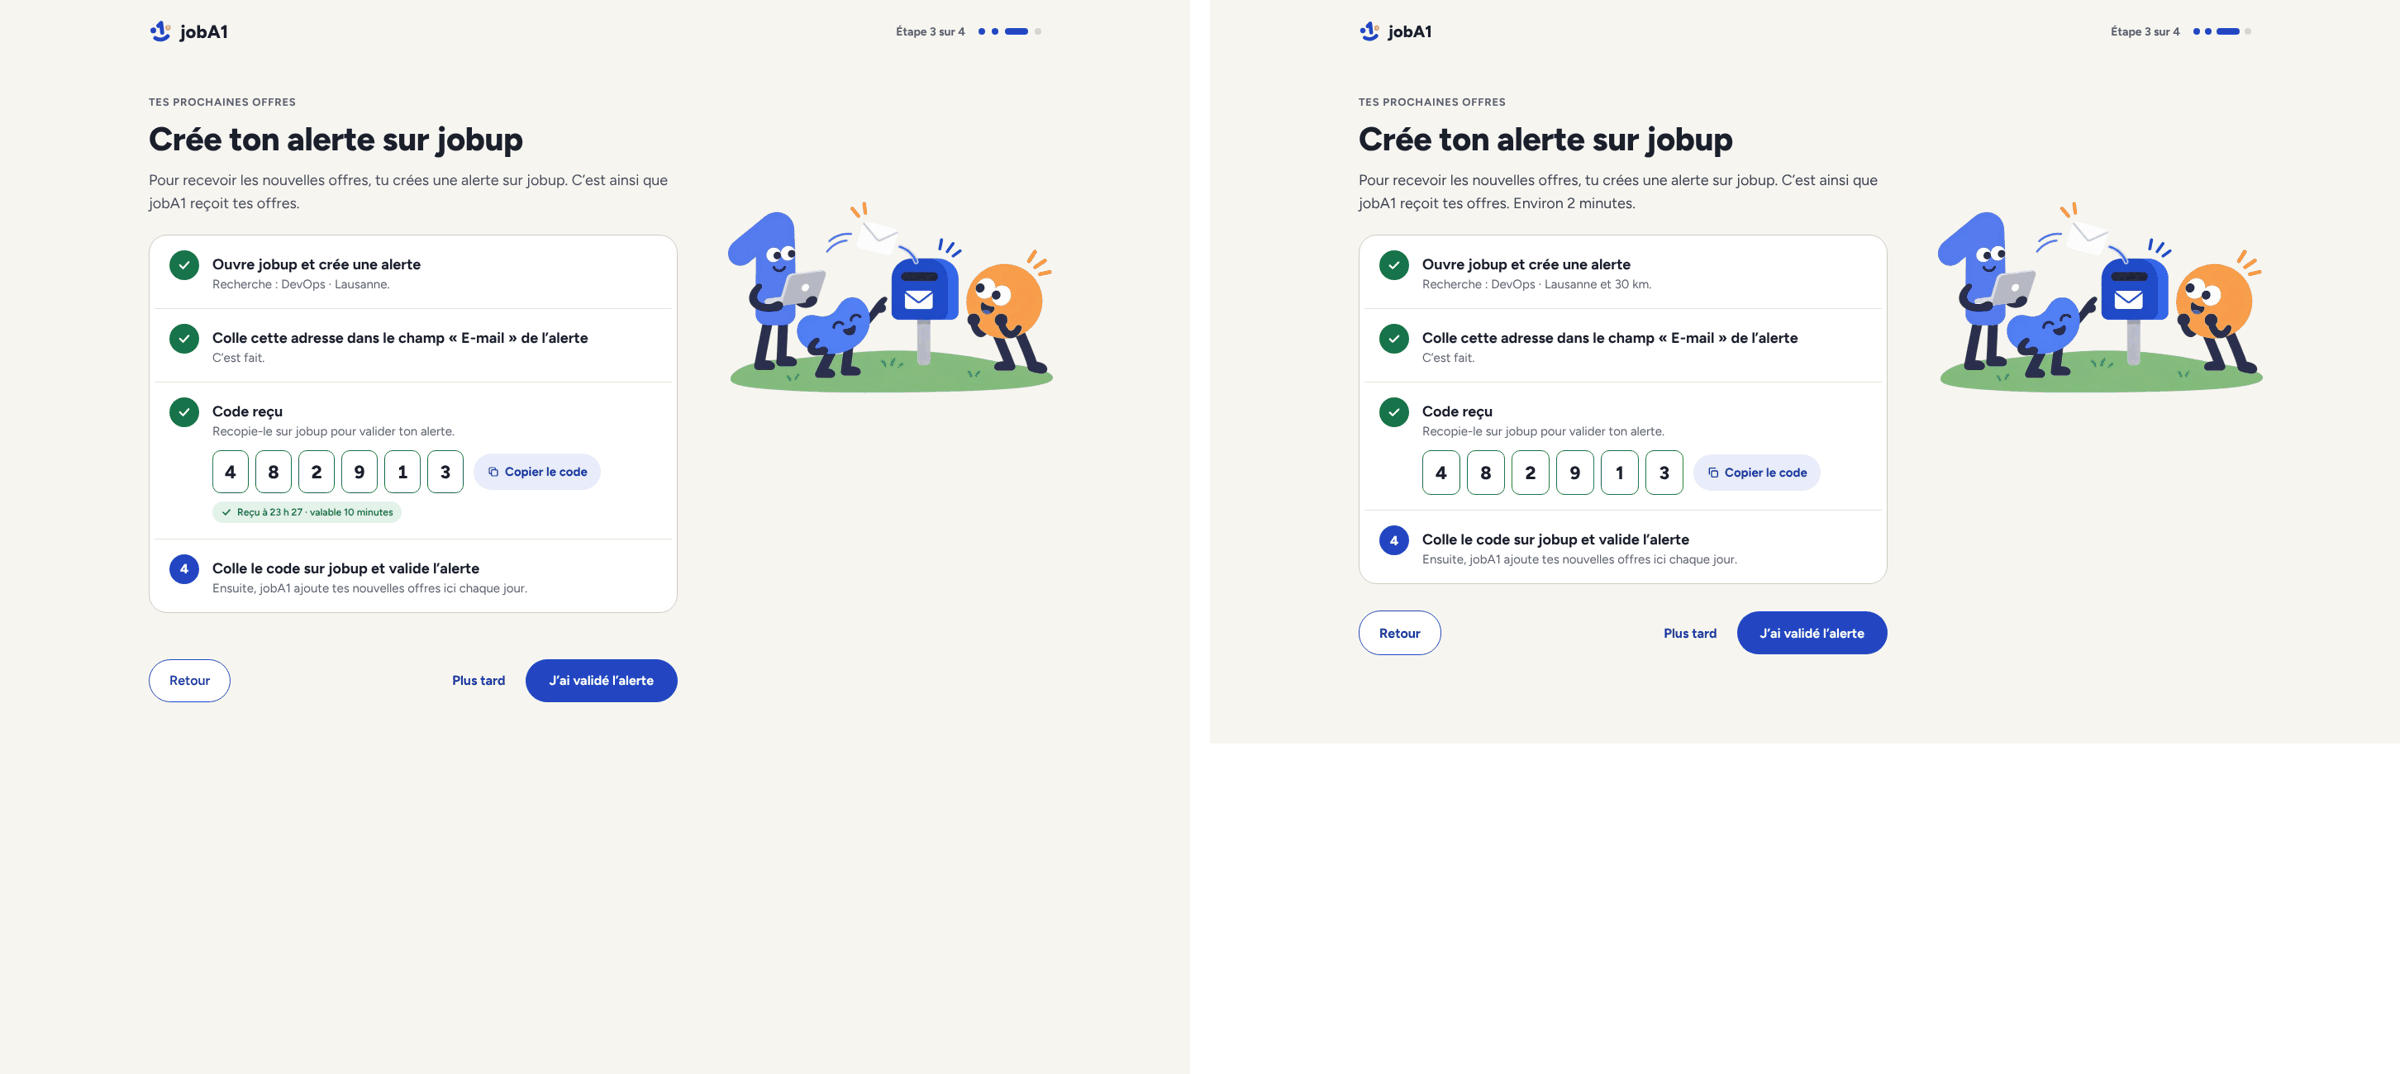 jobA1
Étape 3 sur 4
TES PROCHAINES OFFRES
Crée ton alerte sur jobup
Pour recevoir les nouvelles offres, tu crées une alerte sur jobup. C’est ainsi que
jobA1 reçoit tes offres.
Ouvre jobup et crée une alerte
Recherche : DevOps · Lausanne.
Colle cette adresse dans le champ « E-mail » de l’alerte
C’est fait.
Code reçu
Recopie-le sur jobup pour valider ton alerte.
4 8 2 9 1 3 Copier le code
Reçu à 23 h 27 · valable 10 minutes
4 Colle le code sur jobup et valide l’alerte
Ensuite, jobA1 ajoute tes nouvelles offres ici chaque jour.
Retour
Plus tard
J’ai validé l’alerte
jobA1
Étape 3 sur 4
TES PROCHAINES OFFRES
Crée ton alerte sur jobup
Pour recevoir les nouvelles offres, tu crées une alerte sur jobup. C’est ainsi que
jobA1 reçoit tes offres. Environ 2 minutes.
Ouvre jobup et crée une alerte
Recherche : DevOps · Lausanne et 30 km.
Colle cette adresse dans le champ « E-mail » de l’alerte
C’est fait.
Code reçu
Recopie-le sur jobup pour valider ton alerte.
4 8 2 9 1 3 Copier le code
4 Colle le code sur jobup et valide l’alerte
Ensuite, jobA1 ajoute tes nouvelles offres ici chaque jour.
Retour
Plus tard
J’ai validé l’alerte